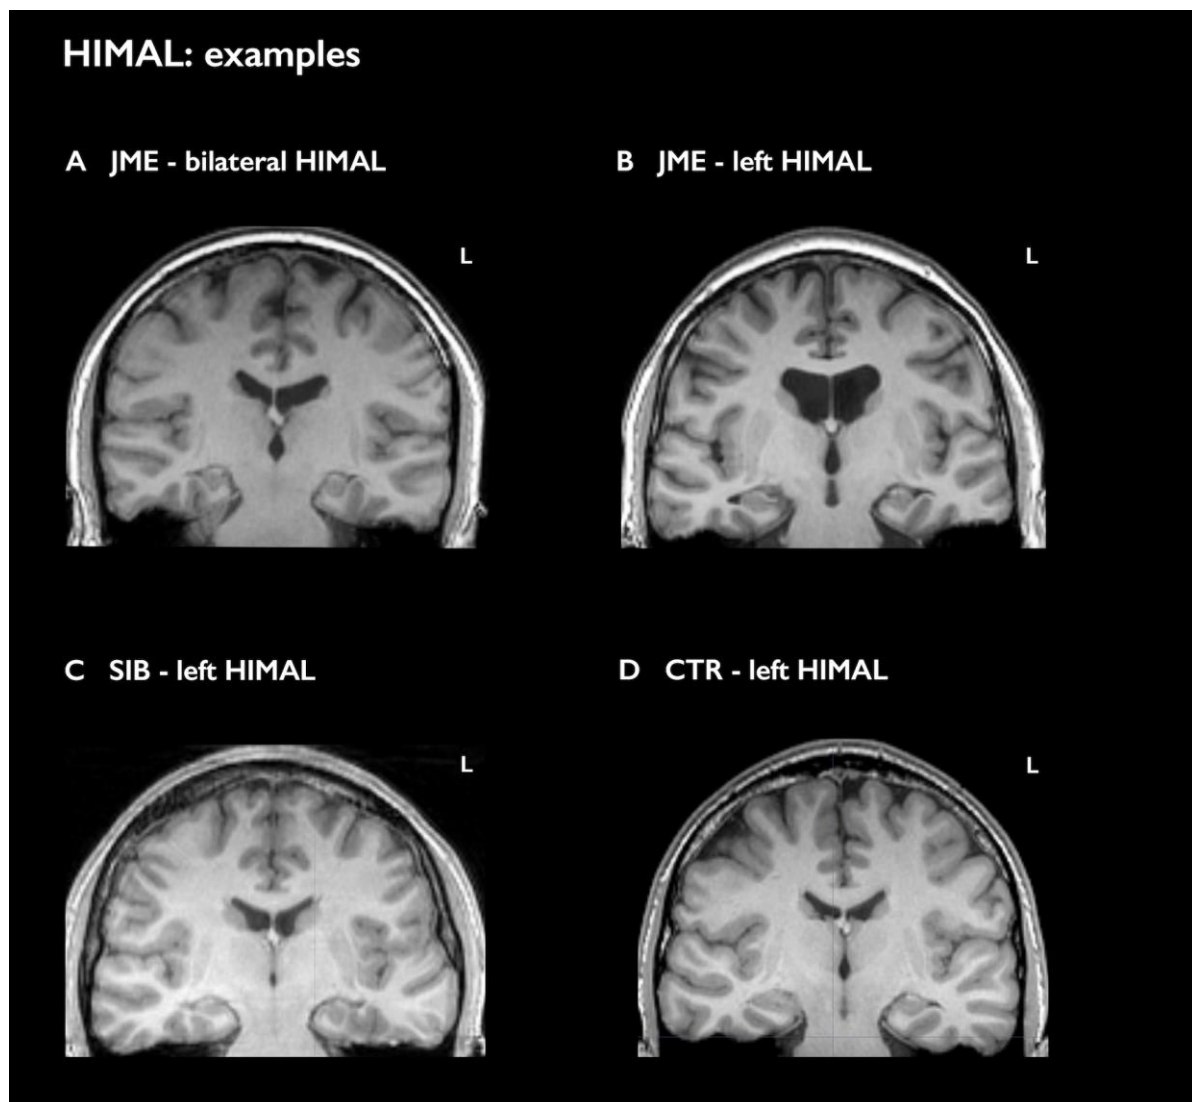 HIMAL: examples
A JME - bilateral HIMAL
B JME - left HIMAL
L
L
C SIB - left HIMAL
D CTR - left HIMAL
L
L